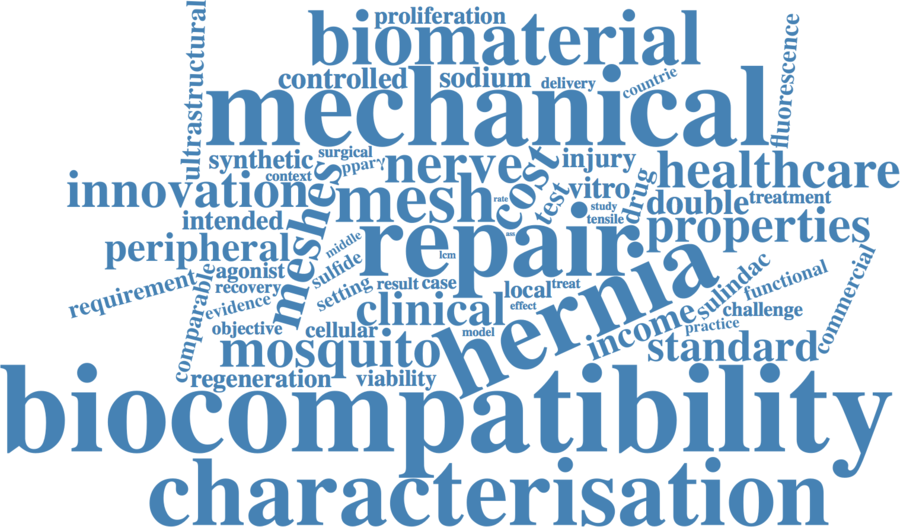 proliferation
biomaterial
ultrastructural
controlled
sodium
delivery
countrie
fluorescence
mechanical
synthetic
surgical
pparγ
context
nerve
cost
injury
healthcare
innovation
meshes
mesh
rate
test
vitro
study
tensile
drug
double
treatment
intended
peripheral
middle
repair
ass
lcm
properties
requirement
comparable
agonist
recovery
evidence
sulfide
setting
result
case
local
treat
effect
hernia
sulindac
functional
commercial
objective
cellular
clinical
model
income
practice
challenge
mosquito
standard
regeneration
viability
biocompatibility
characterisation